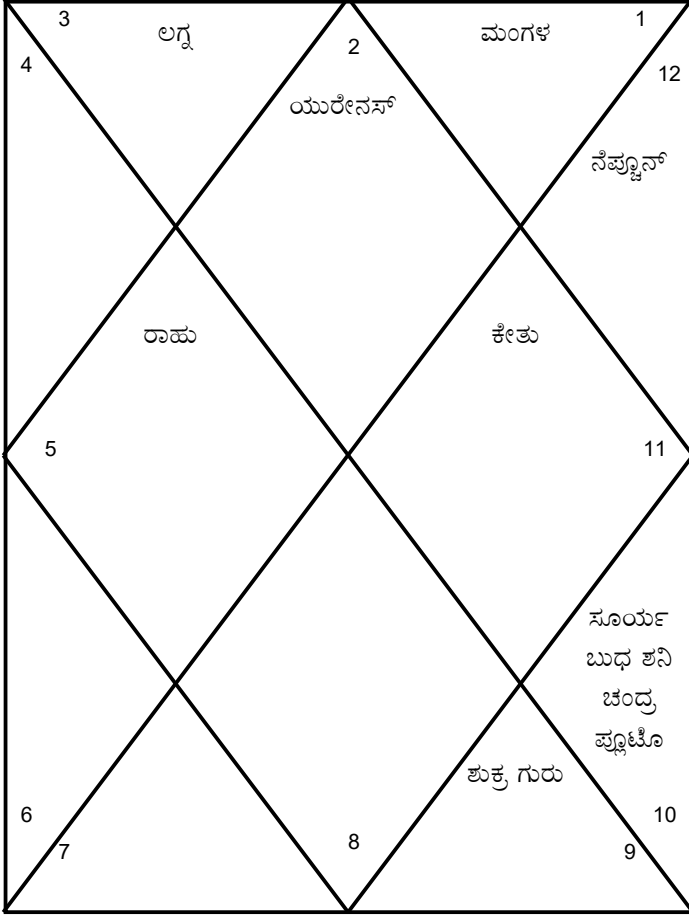 3
ಲಗ್ನ
2
ಮಂಗಳ
1
4
12
ಯುರೇನಸ್
ನೆಪ್ಚೂನ್
ರಾಹು
ಕೇತು
5
11
ಸೂರ್ಯ
ಬುಧ ಶನಿ
ಚಂದ್ರ
ಪ್ಲೂಟೊ
ಶುಕ್ರ ಗುರು
6
10
7
8
9